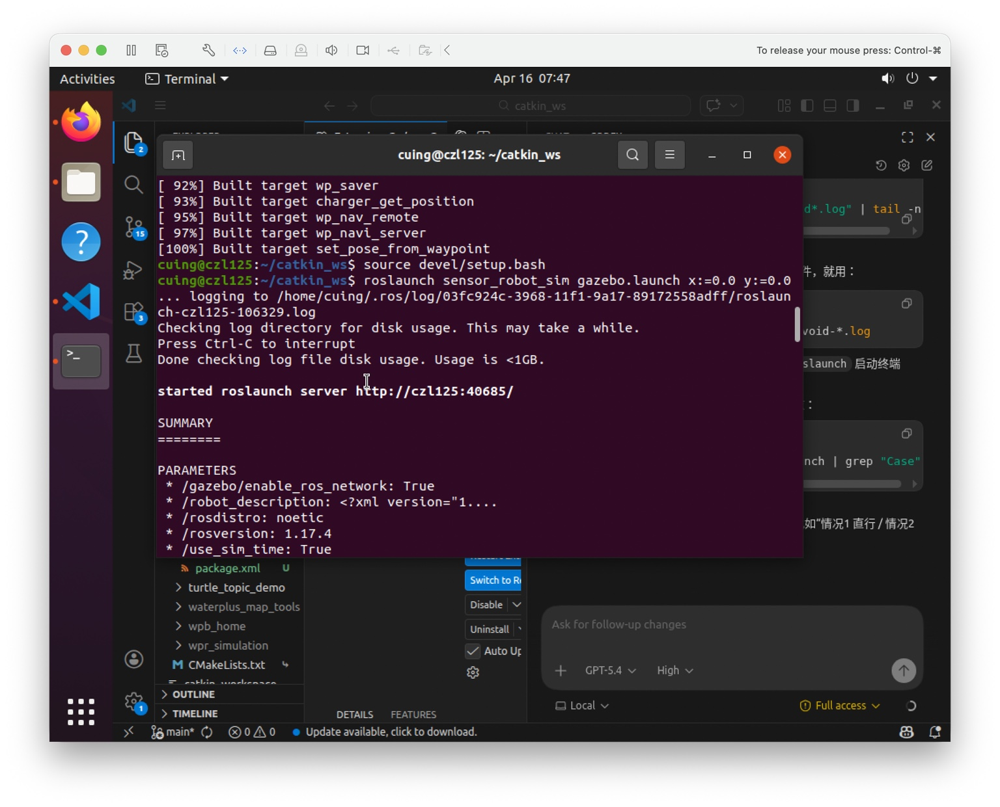 To release your mouse press: Control-⌘
Activities
Terminal
Apr 16 07:47
catkin_ws
cuing@czl125: ~/catkin_ws
[ 92%] Built target wp_saver
[ 93%] Built target charger_get_position
[ 95%] Built target wp_nav_remote
[ 97%] Built target wp_navi_server
[100%] Built target set_pose_from_waypoint
cuing@czl125:~/catkin_ws$ source devel/setup.bash
cuing@czl125:~/catkin_ws$ roslaunch sensor_robot_sim gazebo.launch x:=0.0 y:=0.0
... logging to /home/cuing/.ros/log/03fc924c-3968-11f1-9a17-89172558adff/roslaun
ch-czl125-106329.log
Checking log directory for disk usage. This may take a while.
Press Ctrl-C to interrupt
Done checking log file disk usage. Usage is <1GB.
started roslaunch server http://czl125:40685/
SUMMARY
========
PARAMETERS
* /gazebo/enable_ros_network: True
* /robot_description: <?xml version="1....
* /rosdistro: noetic
* /rosversion: 1.17.4
* /use_sim_time: True
2
15
3
1
d*.log" | tail -n
件，就用：
void-*.log
slaunch 启动终端
：
nch | grep "Case"
如“情况1 直行 / 情况2
package.xml U
turtle_topic_demo
waterplus_map_tools
wpb_home
wpr_simulation
CMakeLists.txt
OUTLINE
TIMELINE
Switch to Re
Disable
Uninstall
Auto Up
DETAILS
FEATURES
Ask for follow-up changes
GPT-5.4
High
Local
Full access
main*
0
0
Update available, click to download.